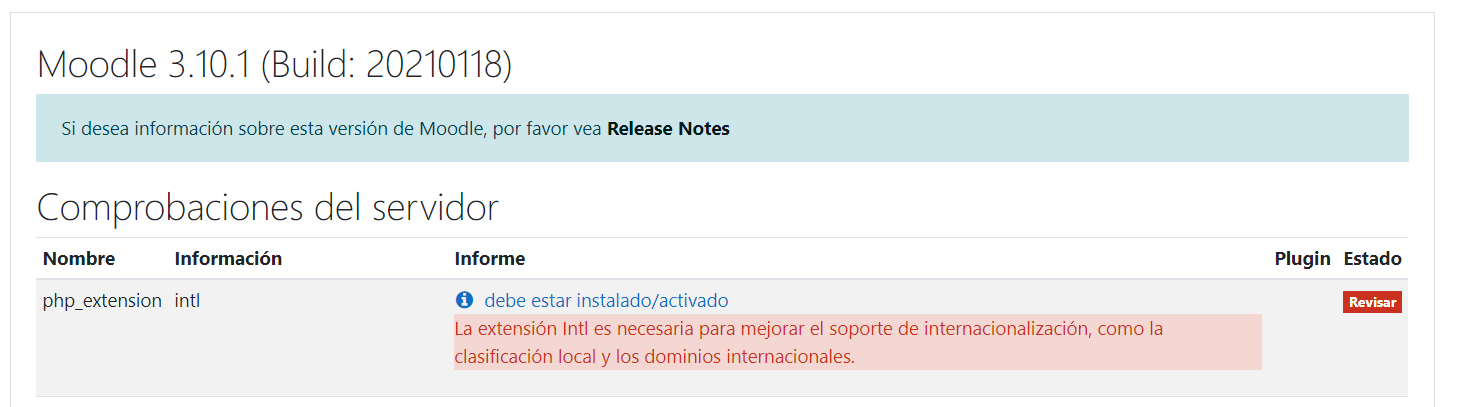 Moodle 3.10.1 (Build: 20210118)
Si desea información sobre esta versión de Moodle, por favor vea Release Notes
Comprobaciones del servidor
Nombre Información Informe Plugin Estado
php_extension intl debe estar instalado/activado Revisar
La extensión Intl es necesaria para mejorar el soporte de internacionalización, como la
clasificación local y los dominios internacionales.